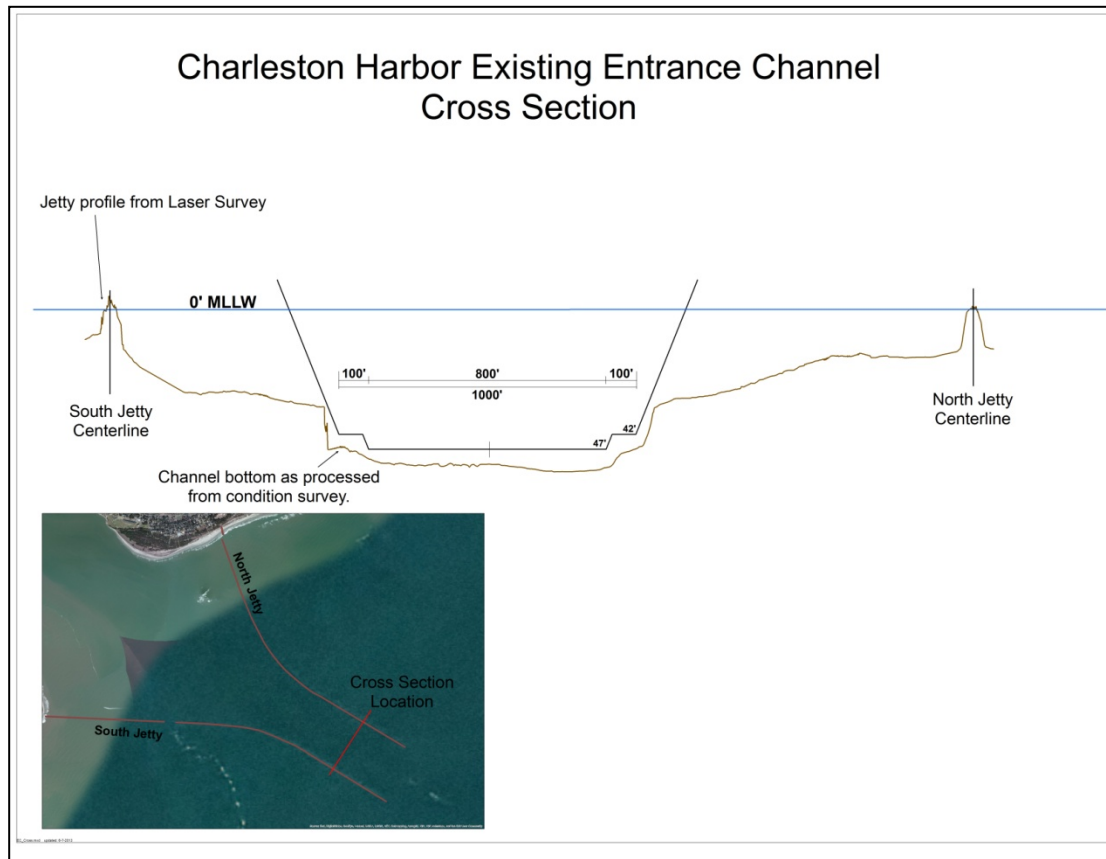 Charleston Harbor Existing Entrance Channel
Cross Section
Jetty profile from Laser Survey
0' MLLW
100'
800'
100'
1000'
42'
47'
South Jetty
Centerline
North Jetty
Centerline
Channel bottom as processed
from condition survey.
North Jetty
Cross Section
Location
South Jetty